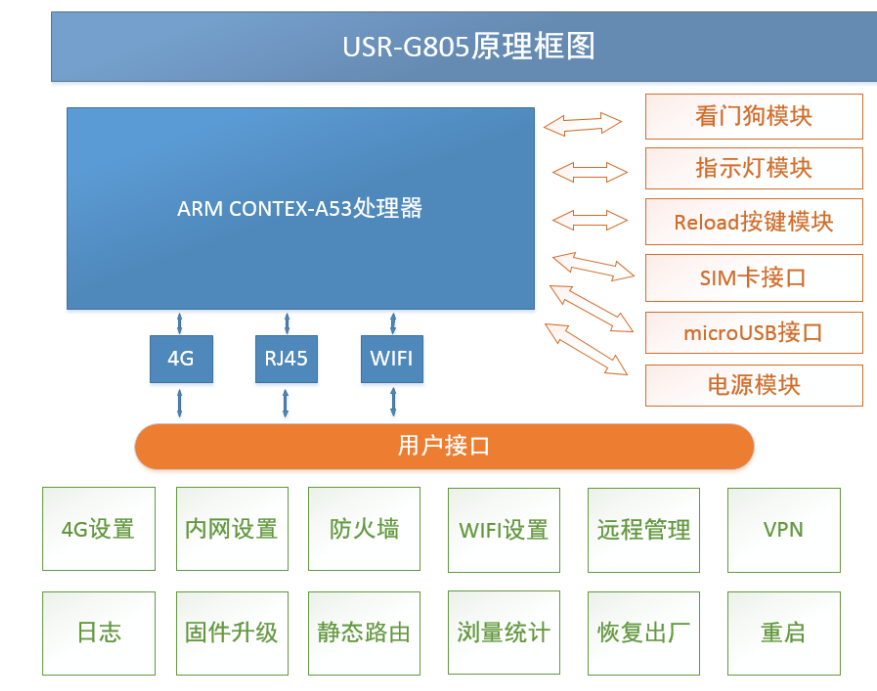 USR-G805原理框图
ARM CONTEX-A53处理器
看门狗模块
指示灯模块
Reload按键模块
SIM卡接口
microUSB接口
电源模块
4G
RJ45
WIFI
用户接口
4G设置
内网设置
防火墙
WIFI设置
远程管理
VPN
日志
固件升级
静态路由
浏量统计
恢复出厂
重启